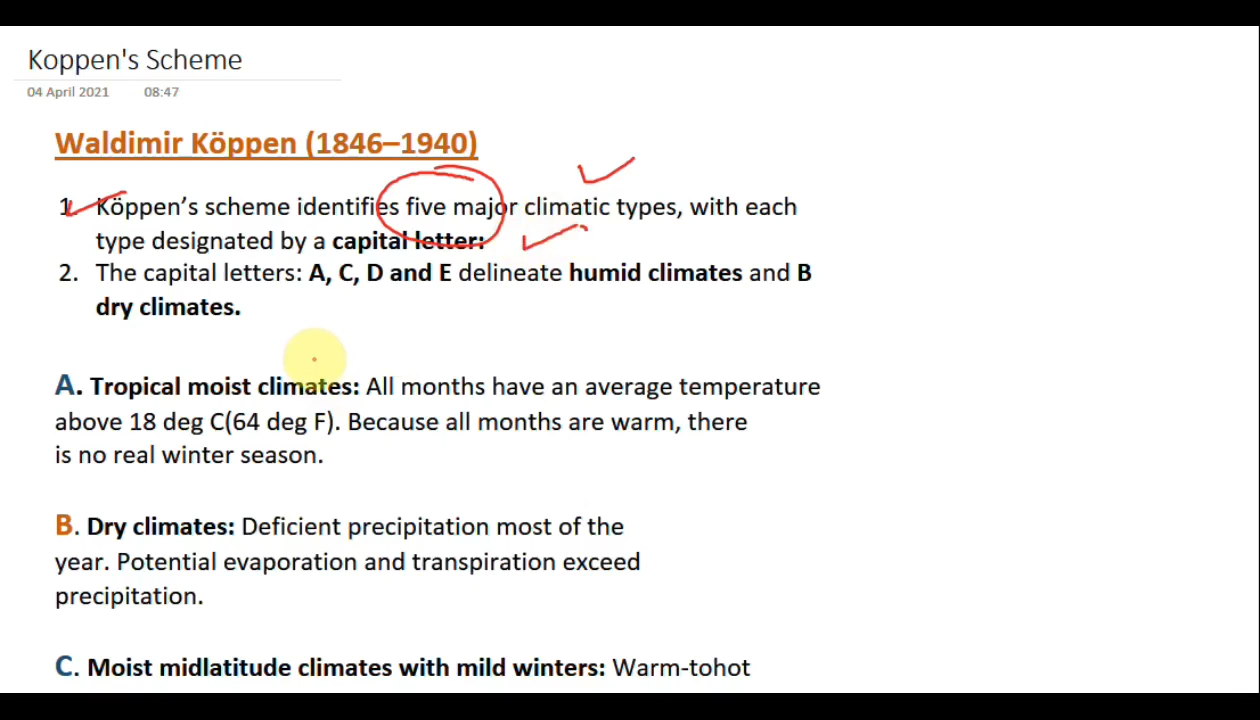 Koppen's Scheme
04 April 2021 08:47
Waldimir Köppen (1846–1940)
1. Köppen's scheme identifies five major climatic types, with each
type designated by a capital letter:
2. The capital letters: A, C, D and E delineate humid climates and B
dry climates.
A. Tropical moist climates: All months have an average temperature
above 18 deg C(64 deg F). Because all months are warm, there
is no real winter season.
B. Dry climates: Deficient precipitation most of the
year. Potential evaporation and transpiration exceed
precipitation.
C. Moist midlatitude climates with mild winters: Warm-tohot